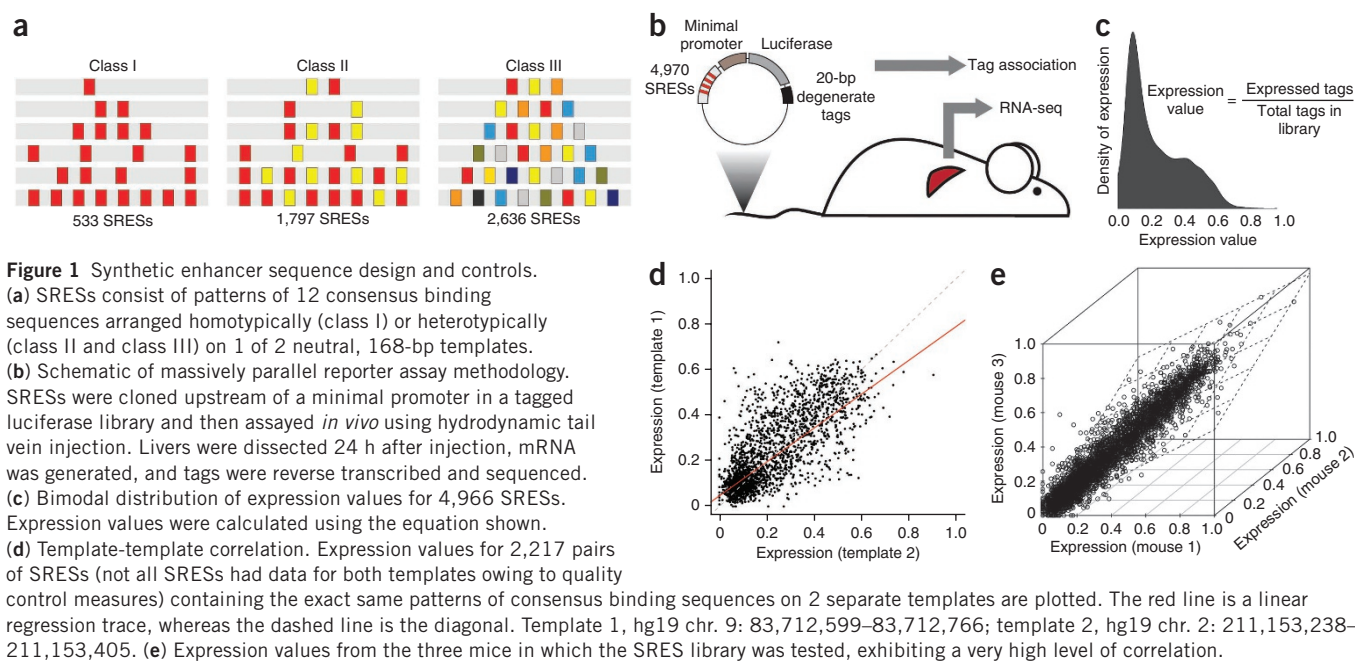 a
Class I
Class II
Class III
533 SRESs
1,797 SRESs
2,636 SRESs
b
Minimal
promoter
Luciferase
4,970
SRESs
20-bp
degenerate
tags
Tag association
RNA-seq
c
Density of expression
Expression
value
=
Expressed tags
Total tags in
library
0.0 0.2 0.4 0.6 0.8 1.0
Expression value
Figure 1 Synthetic enhancer sequence design and controls.
(a) SRESs consist of patterns of 12 consensus binding
sequences arranged homotypically (class I) or heterotypically
(class II and class III) on 1 of 2 neutral, 168-bp templates.
(b) Schematic of massively parallel reporter assay methodology.
SRESs were cloned upstream of a minimal promoter in a tagged
luciferase library and then assayed in vivo using hydrodynamic tail
vein injection. Livers were dissected 24 h after injection, mRNA
was generated, and tags were reverse transcribed and sequenced.
(c) Bimodal distribution of expression values for 4,966 SRESs.
Expression values were calculated using the equation shown.
(d) Template-template correlation. Expression values for 2,217 pairs
of SRESs (not all SRESs had data for both templates owing to quality
control measures) containing the exact same patterns of consensus binding sequences on 2 separate templates are plotted. The red line is a linear
regression trace, whereas the dashed line is the diagonal. Template 1, hg19 chr. 9: 83,712,599–83,712,766; template 2, hg19 chr. 2: 211,153,238–
211,153,405. (e) Expression values from the three mice in which the SRES library was tested, exhibiting a very high level of correlation.
d
Expression (template 1)
1.0
0.8
0.6
0.4
0.2
0
0 0.2 0.4 0.6 0.8 1.0
Expression (template 2)
e
Expression (mouse 3)
1.0
0.8
0.6
0.4
0.2
0
0 0.2 0.4 0.6 0.8 1.0
Expression (mouse 1)
0
0.2
0.4
0.6
0.8
1.0
Expression (mouse 2)